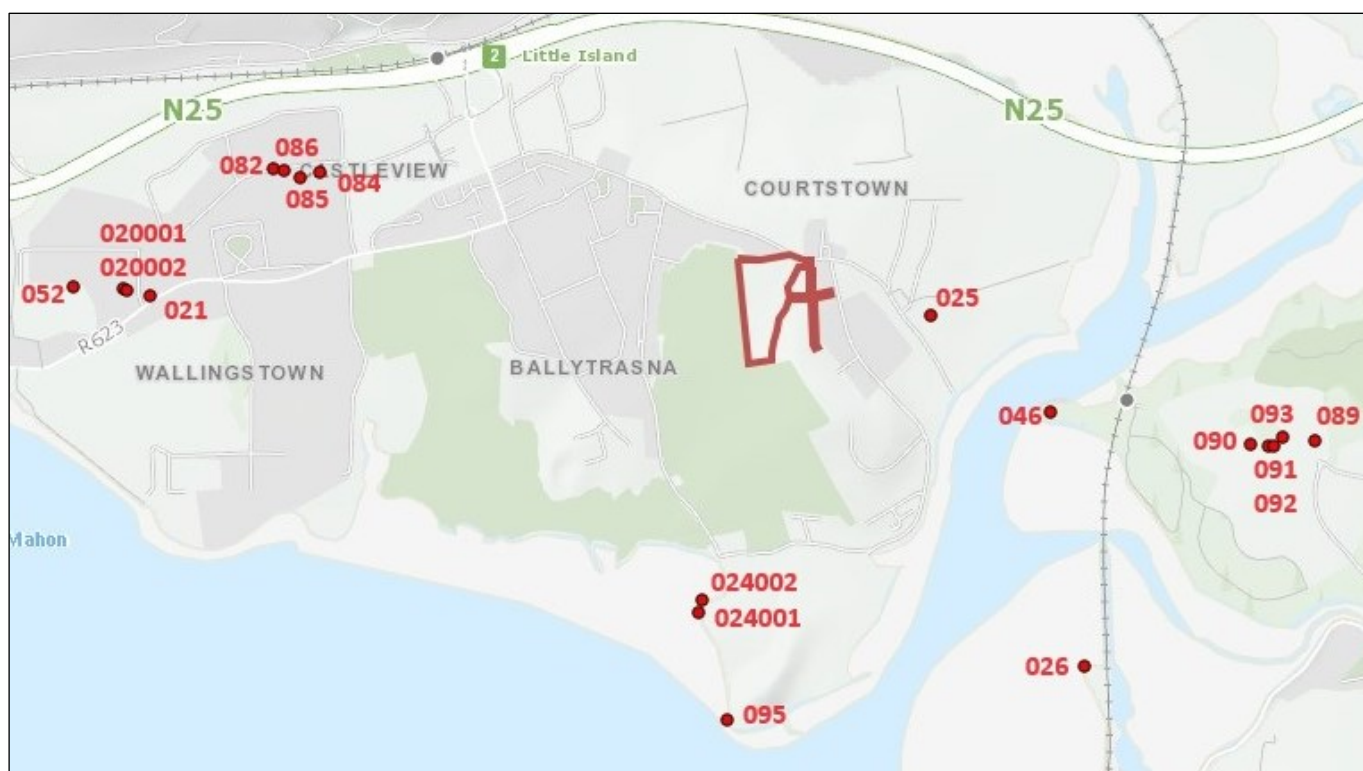 2 Little Island
N25
N25
086
082
CASTLEVIEW
084
085
COURTSTOWN
020001
020002
052
021
025
R623
WALLINGSTOWN
BALLYTRASNA
046
093
089
090
091
092
Mahon
024002
024001
026
095